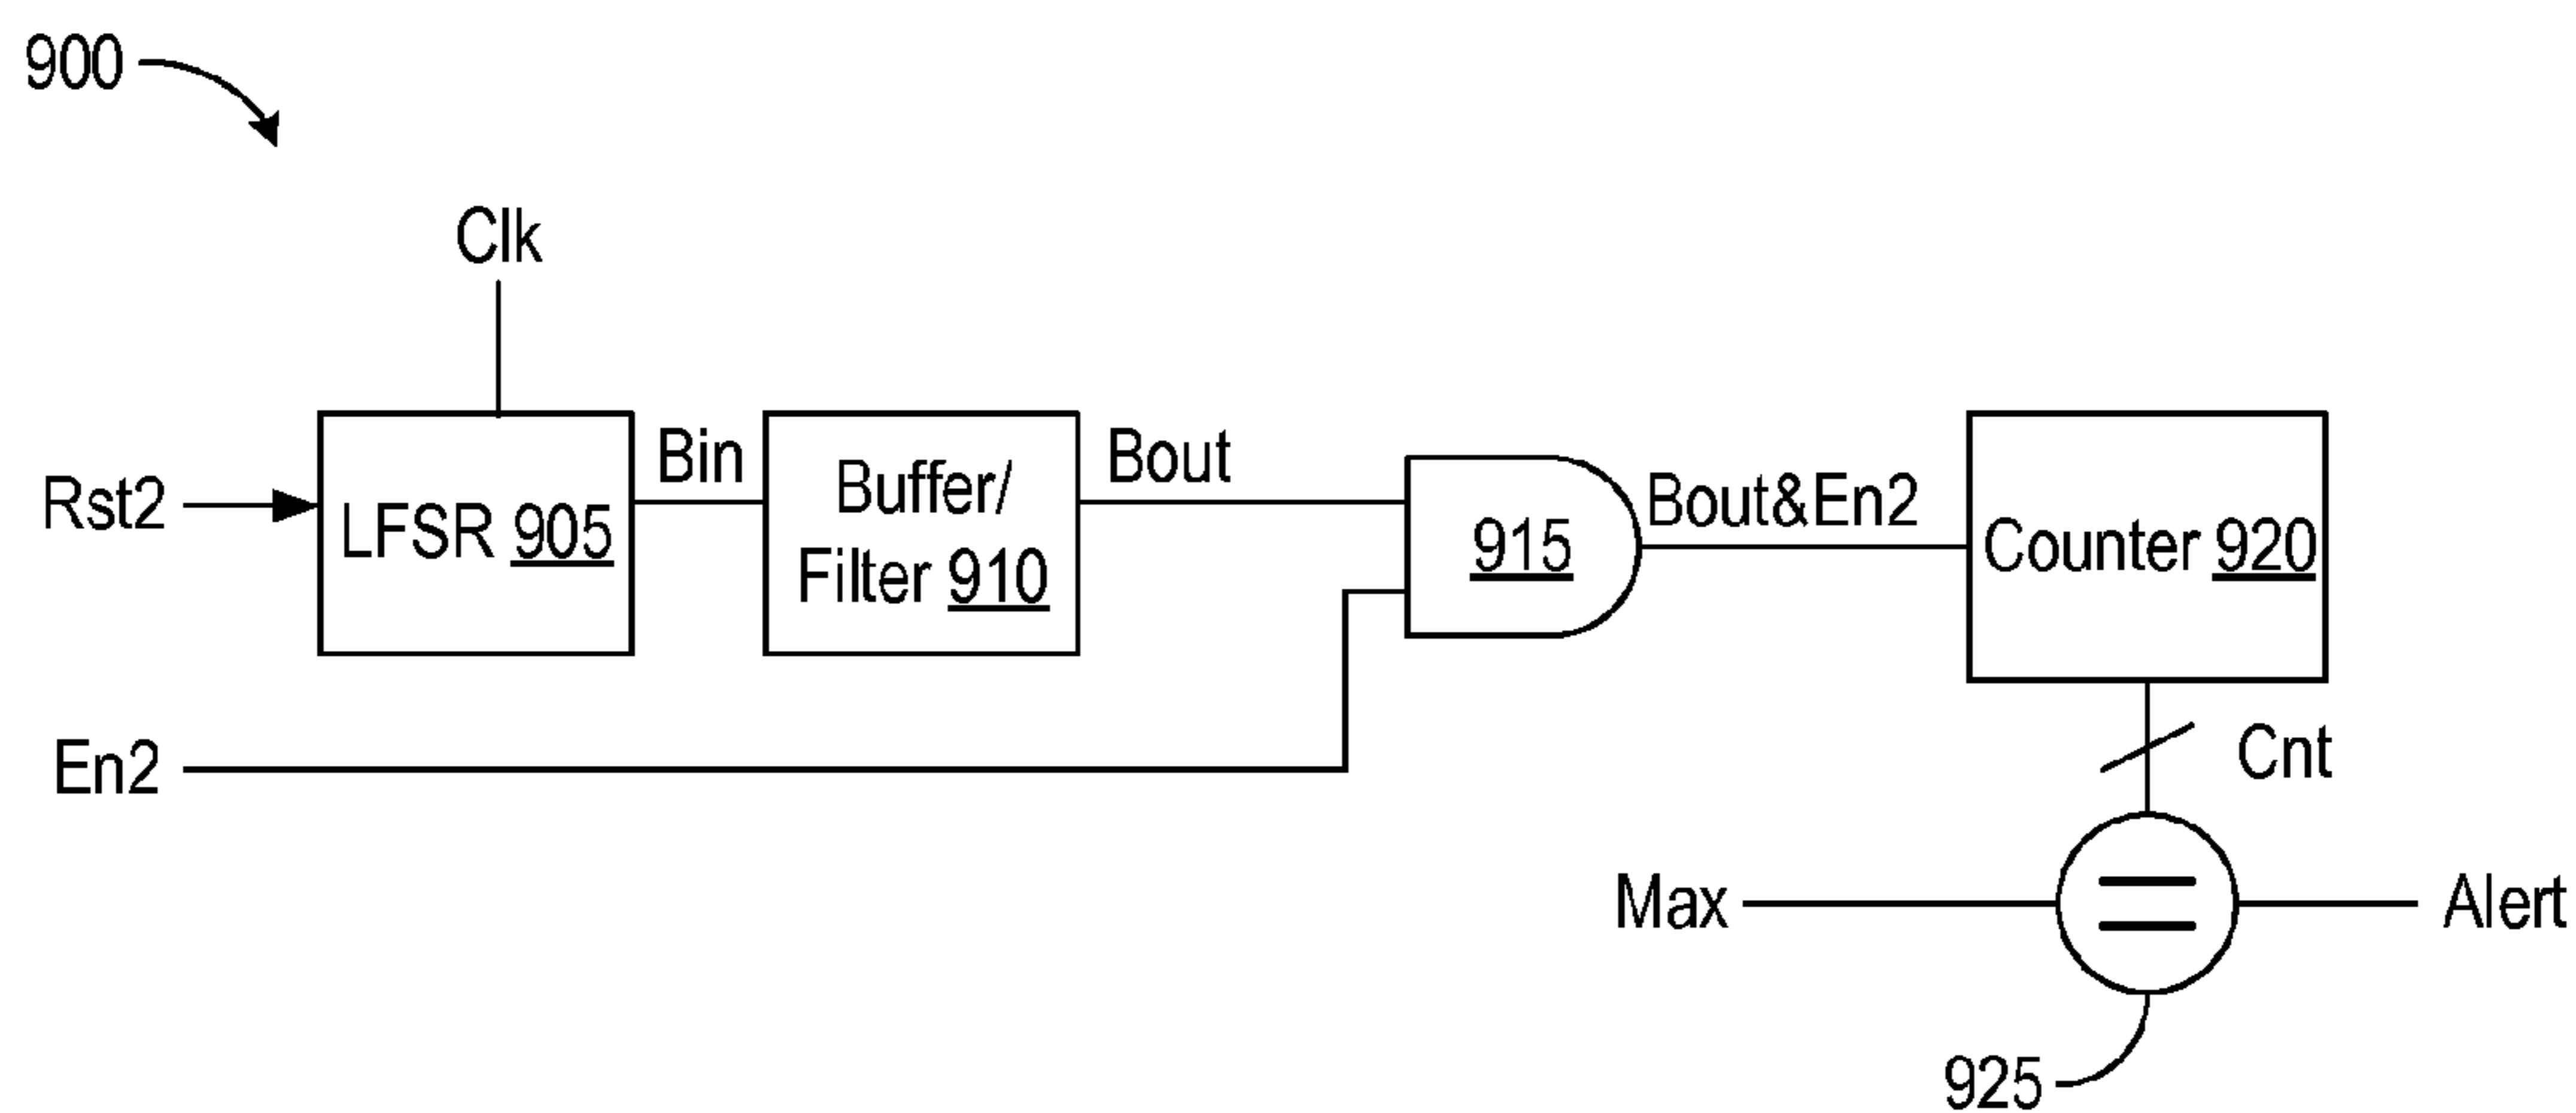 900
Clk
Rst2
LFSR 905
Bin
Buffer/
Filter 910
Bout
915
Bout&En2
Counter 920
En2
Cnt
Max
=
Alert
925